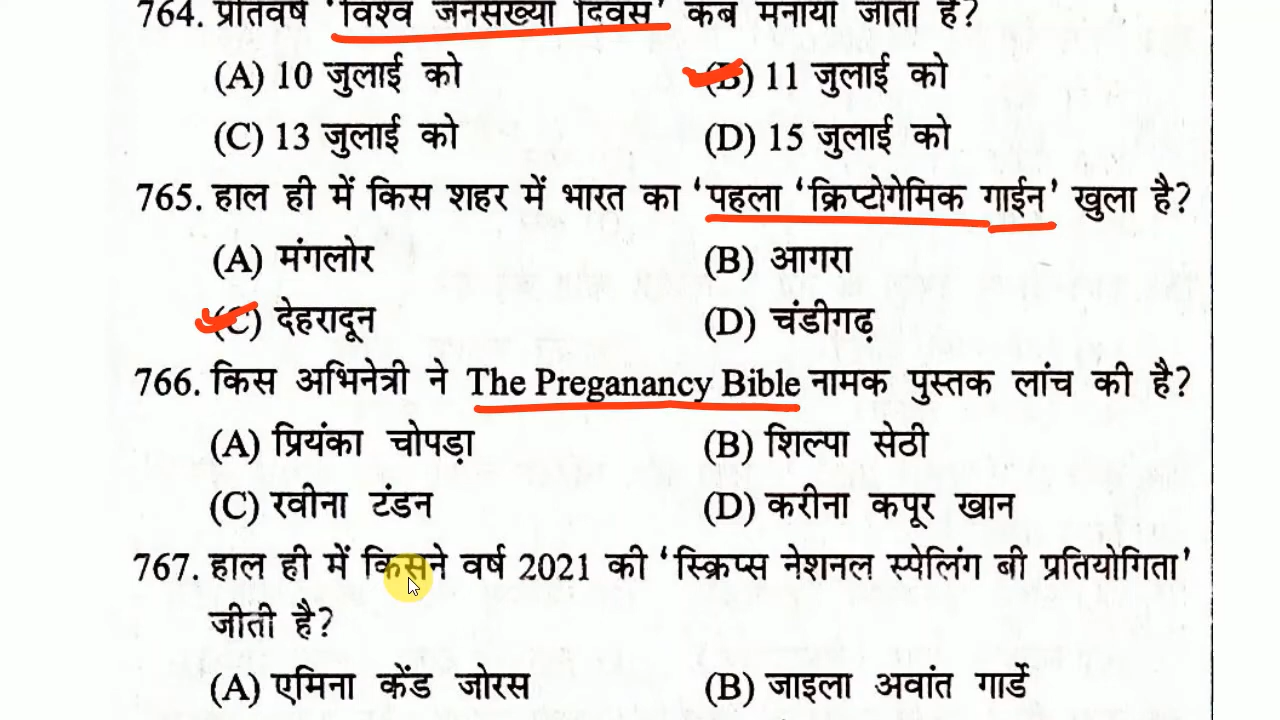 764. प्रतिवर्ष 'विश्व जनसंख्या दिवस' कब मनाया जाता है?
(A) 10 जुलाई को (B) 11 जुलाई को
(C) 13 जुलाई को (D) 15 जुलाई को
765. हाल ही में किस शहर में भारत का 'पहला 'क्रिप्टोगेमिक गार्ईन' खुला है?
(A) मंगलोर (B) आगरा
(C) देहरादून (D) चंडीगढ़
766. किस अभिनेत्री ने The Preganancy Bible नामक पुस्तक लांच की है?
(A) प्रियंका चोपड़ा (B) शिल्पा सेठी
(C) रवीना टंडन (D) करीना कपूर खान
767. हाल ही में किसने वर्ष 2021 की 'स्क्रिप्स नेशनल स्पेलिंग बी प्रतियोगिता'
जीती है?
(A) एमिना केंड जोरस (B) जाइला अवांत गार्डे